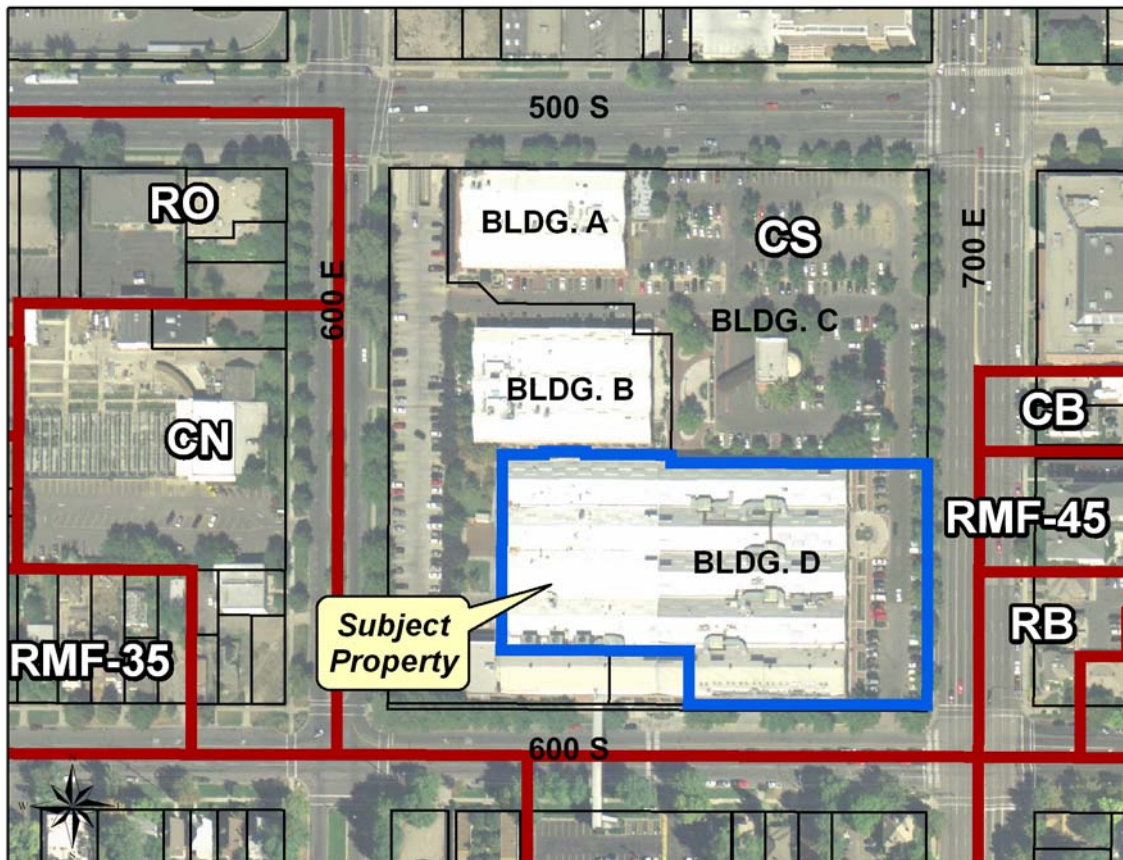 500 S
RO
BLDG. A
CS
700 E
600 E
BLDG. C
BLDG. B
CB
CN
RMF-45
BLDG. D
Subject
Property
RB
RMF-35
600 S